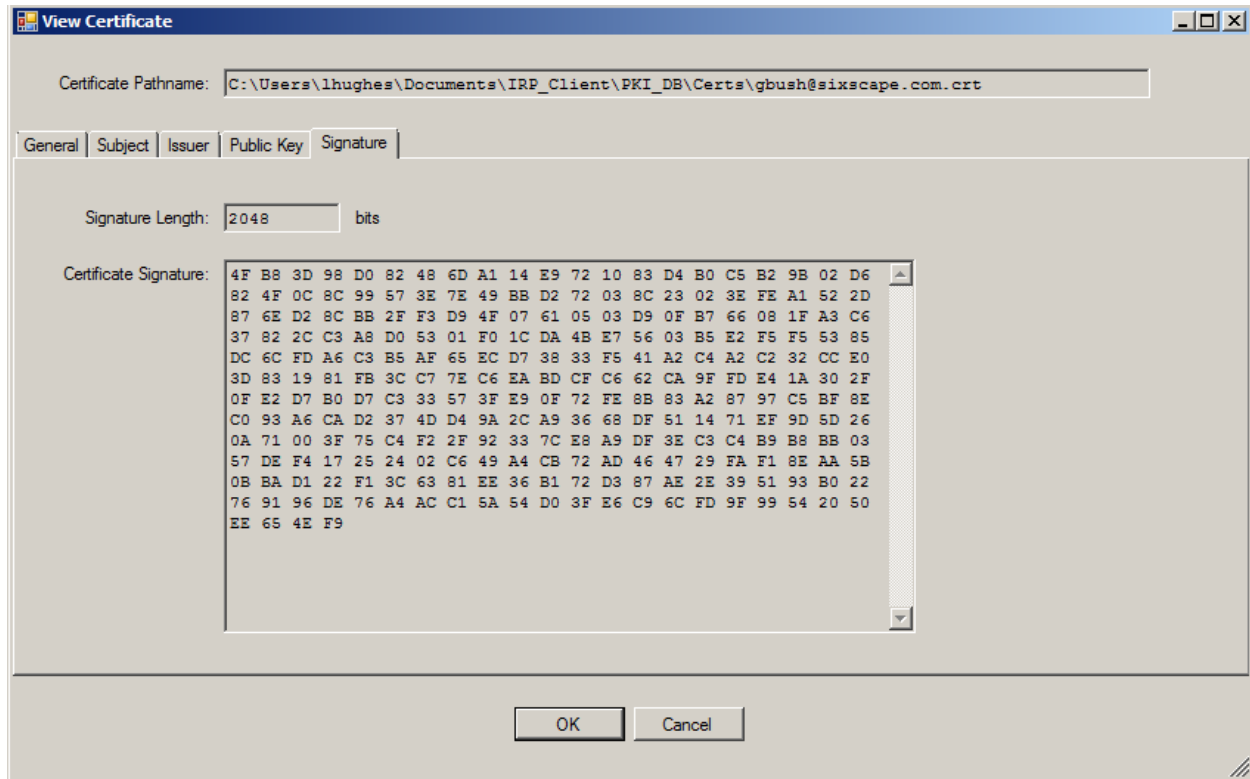 View Certificate
Certificate Pathname: C:\Users\lhughes\Documents\IRP_Client\PKI_DB\Certs\gbush@sixscape.com.crt
General Subject Issuer Public Key Signature
Signature Length: 2048 bits
Certificate Signature: 4F B8 3D 98 D0 82 48 6D A1 14 E9 72 10 83 D4 B0 C5 B2 9B 02 D6
82 4F 0C 8C 99 57 3E 7E 49 BB D2 72 03 8C 23 02 3E FE A1 52 2D
87 6E D2 8C BB 2F F3 D9 4F 07 61 05 03 D9 0F B7 66 08 1F A3 C6
37 82 2C C3 A8 D0 53 01 F0 1C DA 4B E7 56 03 B5 E2 F5 F5 53 85
DC 6C FD A6 C3 B5 AF 65 EC D7 38 33 F5 41 A2 C4 A2 C2 32 CC E0
3D 83 19 81 FB 3C C7 7E C6 EA BD CF C6 62 CA 9F FD E4 1A 30 2F
0F E2 D7 B0 D7 C3 33 57 3F E9 0F 72 FE 8B 83 A2 87 97 C5 BF 8E
C0 93 A6 CA D2 37 4D D4 9A 2C A9 36 68 DF 51 14 71 EF 9D 5D 26
0A 71 00 3F 75 C4 F2 2F 92 33 7C E8 A9 DF 3E C3 C4 B9 B8 BB 03
57 DE F4 17 25 24 02 C6 49 A4 CB 72 AD 46 47 29 FA F1 8E AA 5B
0B BA D1 22 F1 3C 63 81 EE 36 B1 72 D3 87 AE 2E 39 51 93 B0 22
76 91 96 DE 76 A4 AC C1 5A 54 D0 3F E6 C9 6C FD 9F 99 54 20 50
EE 65 4E F9
OK Cancel